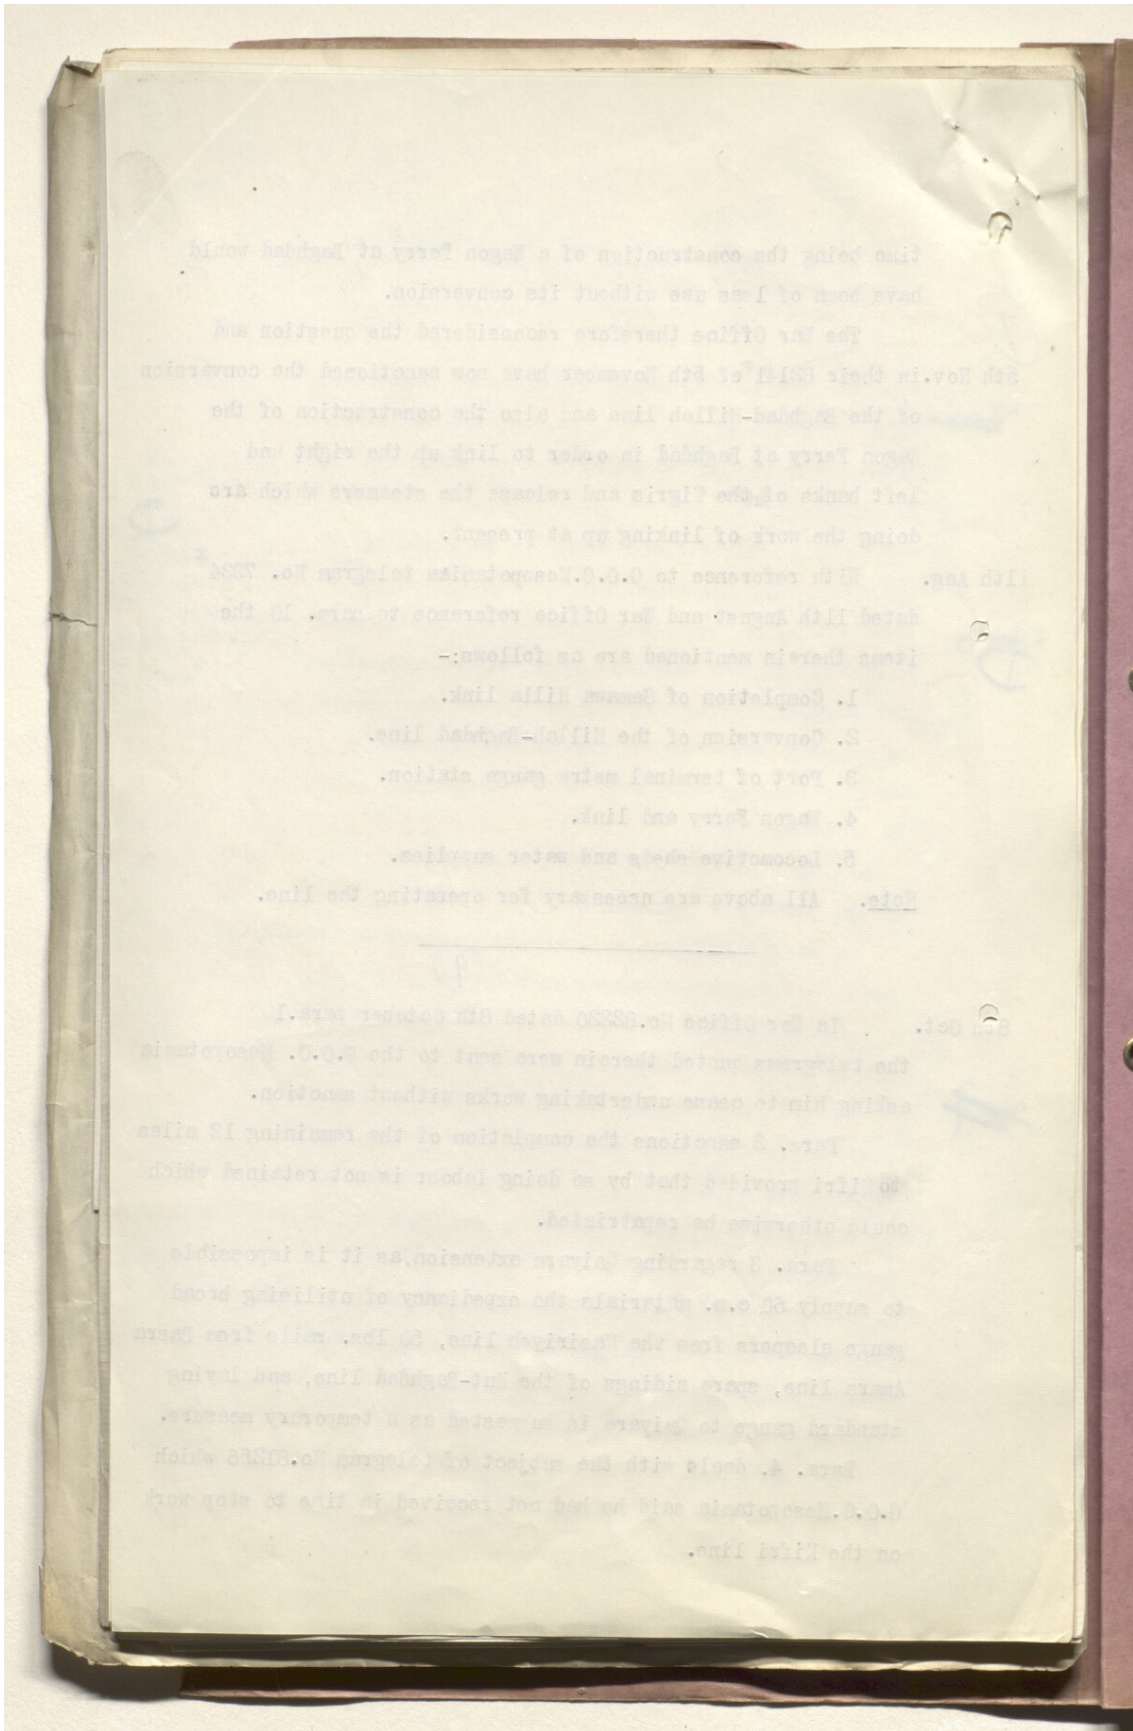 time being the construction of a Wagon Ferry at Baghdad would
have been of less use without its conversion.
The War Office therefore reconsidered the question and
5th Nov. in their 82141 of 5th November have now sanctioned the conversion
of the Baghdad-Hilleh line and also the construction of the
Wagon Ferry at Baghdad in order to link up the right and
left banks of the Tigris and release the steamers which are
doing the work of linking up at present.
11th Aug. With reference to G.O.C. Mesopotamias telegram No. 7334
dated 11th August and War Office reference to para. 10 the
items therein mentioned are as follows:-
1. Completion of Samawa Hilla link.
2. Conversion of the Hillah-Baghdad line.
3. Port of terminal metre gauge station.
4. Wagon Ferry and link.
5. Locomotive sheds and water supplies.
Note. All above are necessary for operating the line.
8th Oct. In War Office No. dated 8th October para.1
the telegrams quoted therein were sent to the G.O.C. Mesopotamia
asking him to cease undertaking works without sanction.
Para. 2 sanctions the completion of the remaining 12 miles
to ifri provided that by so doing labour is not retained which
could otherwise be repatriated.
Para. 3 regarding Qaiyara extension, as it is impossible
to supply 60 c.m. materials the expediency of utilising broad
gauge sleepers from the Nasiriyeh line, 50 lbs. rails from Basra
Amara line, spare sidings of the Kut-Baghdad line, and laying
standard gauge to Qaiyara is suggested as a temporary measure.
Para. 4. deals with the subject of telegram No. which
G.O.C. Mesopotamia said he had not received in time to stop work
on the Kifri line.